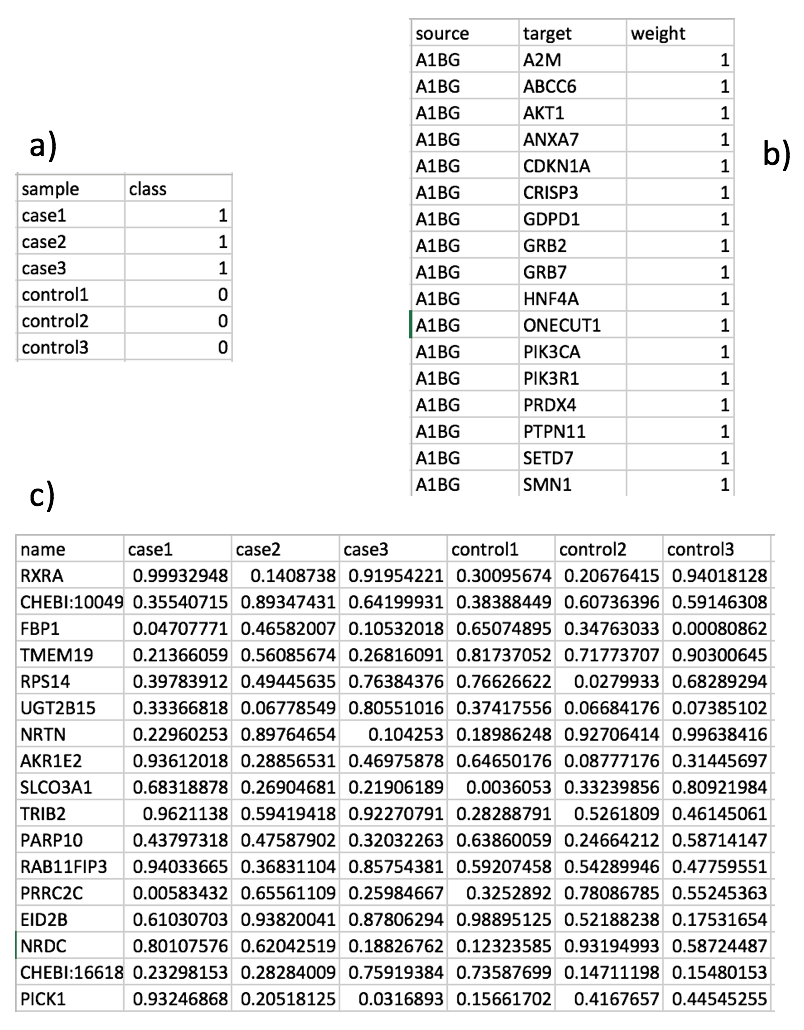 a)
sample class
case1 1
case2 1
case3 1
control1 0
control2 0
control3 0
b)
source target weight
A1BG A2M 1
A1BG ABCC6 1
A1BG AKT1 1
A1BG ANXA7 1
A1BG CDKN1A 1
A1BG CRISP3 1
A1BG GDPD1 1
A1BG GRB2 1
A1BG GRB7 1
A1BG HNF4A 1
A1BG ONECUT1 1
A1BG PIK3CA 1
A1BG PIK3R1 1
A1BG PRDX4 1
A1BG PTPN11 1
A1BG SETD7 1
A1BG SMN1 1
c)
name case1 case2 case3 control1 control2 control3
RXRA 0.99932948 0.1408738 0.91954221 0.30095674 0.20676415 0.94018128
CHEBI:10049 0.35540715 0.89347431 0.64199931 0.38388449 0.60736396 0.59146308
FBP1 0.04707771 0.46582007 0.10532018 0.65074895 0.34763033 0.00080862
TMEM19 0.21366059 0.56085674 0.26816091 0.81737052 0.71773707 0.90300645
RPS14 0.39783912 0.49445635 0.76384376 0.76626622 0.0279933 0.68289294
UGT2B15 0.33366818 0.06778549 0.80551016 0.37417556 0.06684176 0.07385102
NRTN 0.22960253 0.89764654 0.104253 0.18986248 0.92706414 0.99638416
AKR1E2 0.93612018 0.28856531 0.46975878 0.64650176 0.08777176 0.31445697
SLCO3A1 0.68318878 0.26904681 0.21906189 0.0036053 0.33239856 0.80921984
TRIB2 0.9621138 0.59419418 0.92270791 0.28288791 0.5261809 0.46145061
PARP10 0.43797318 0.47587902 0.32032263 0.63860059 0.24664212 0.58714147
RAB11FIP3 0.94033665 0.36831104 0.85754381 0.59207458 0.54289946 0.47759551
PRRC2C 0.00583432 0.65561109 0.25984667 0.3252892 0.78086785 0.55245363
EID2B 0.61030703 0.93820041 0.87806294 0.98895125 0.52188238 0.17531654
NRDC 0.80107576 0.62042519 0.18826762 0.12323585 0.93194993 0.58724487
CHEBI:16618 0.23298153 0.28284009 0.75919384 0.73587699 0.14711198 0.15480153
PICK1 0.93246868 0.20518125 0.0316893 0.15661702 0.4167657 0.44545255